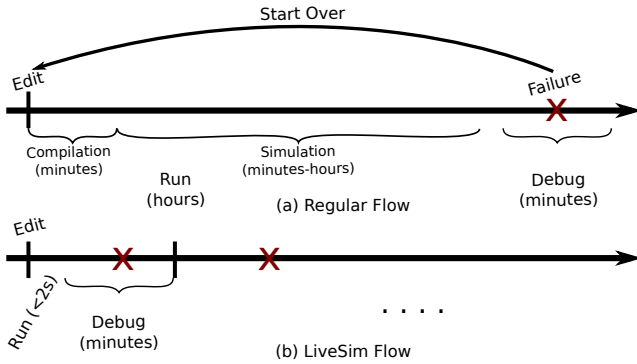 Start Over
Edit
Failure
Compilation
(minutes)
Simulation
(minutes-hours)
Run
(hours)
Debug
(minutes)
(a) Regular Flow
Edit
Run (<2s)
Debug
(minutes)
. . . .
(b) LiveSim Flow